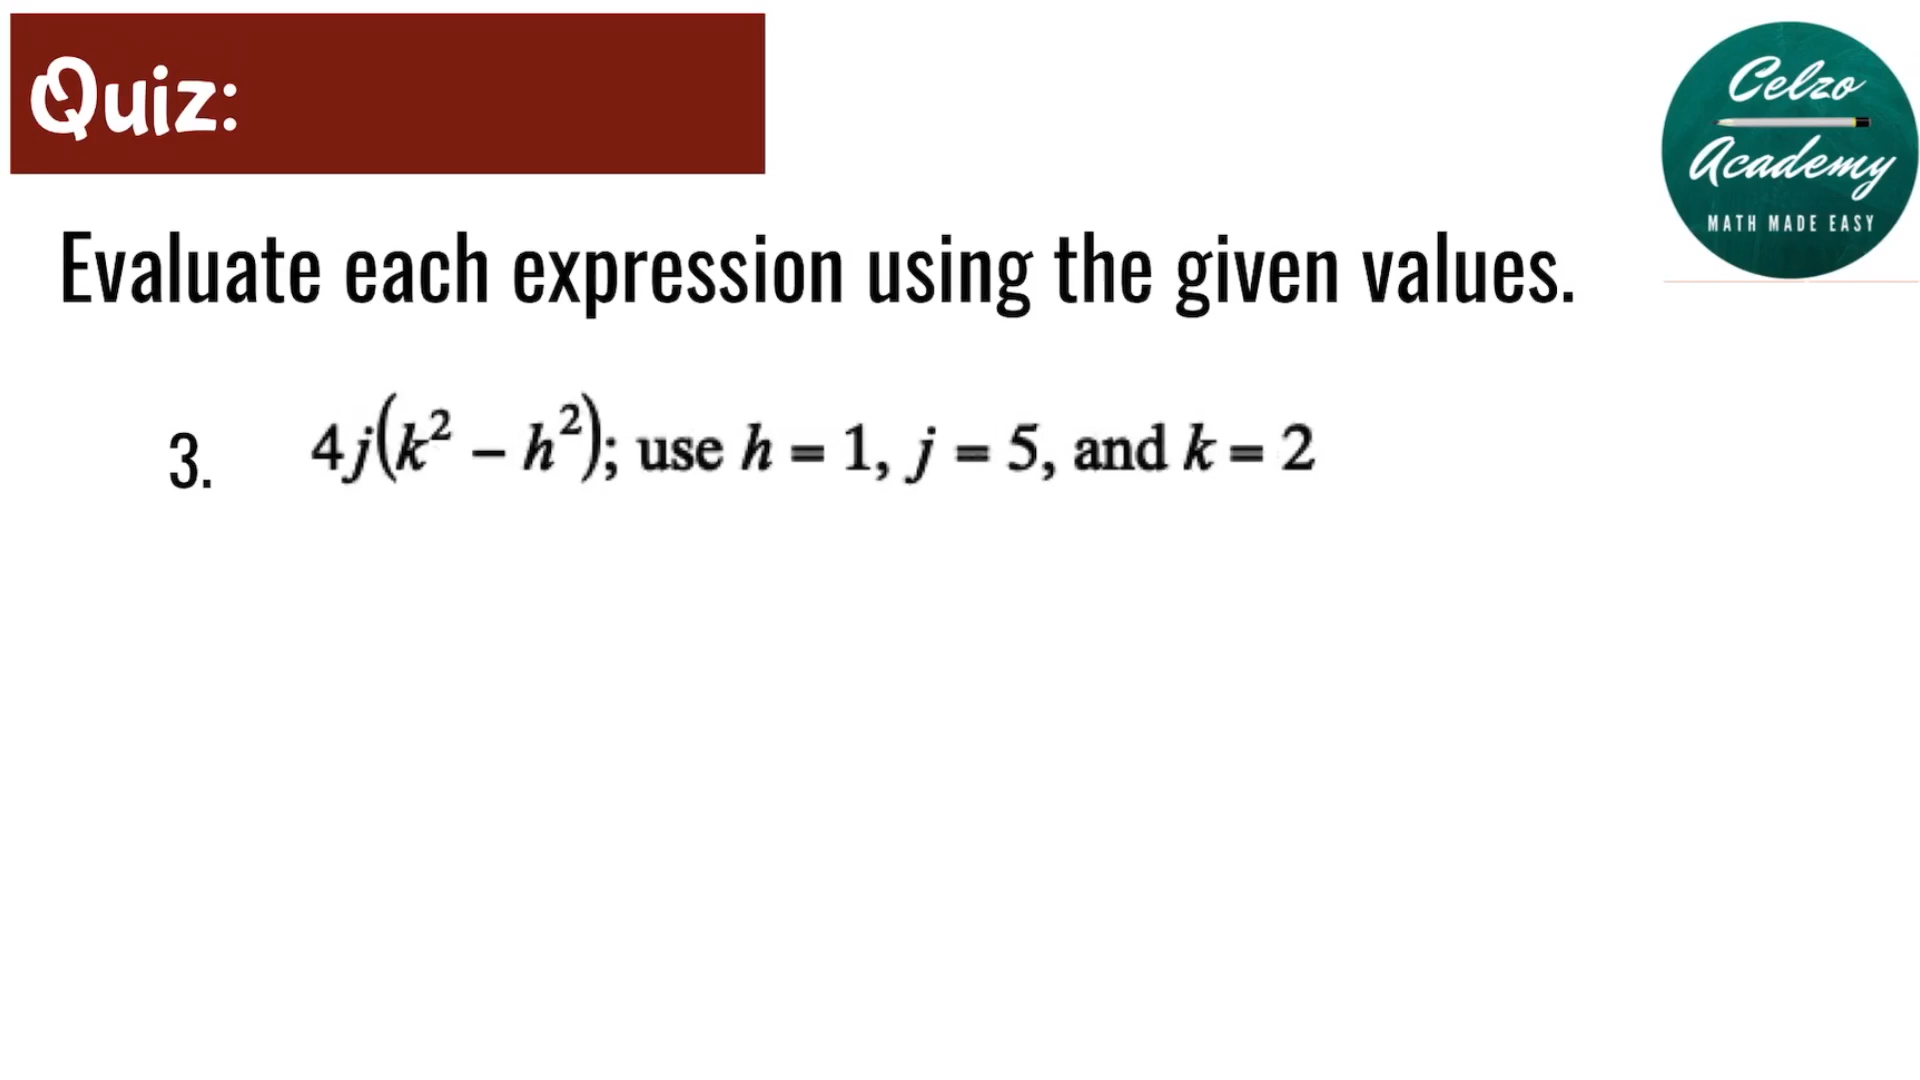 Quiz:
Celzo
Academy
MATH MADE EASY
Evaluate each expression using the given values.
3. 4j(k² – h²); use h = 1, j = 5, and k = 2